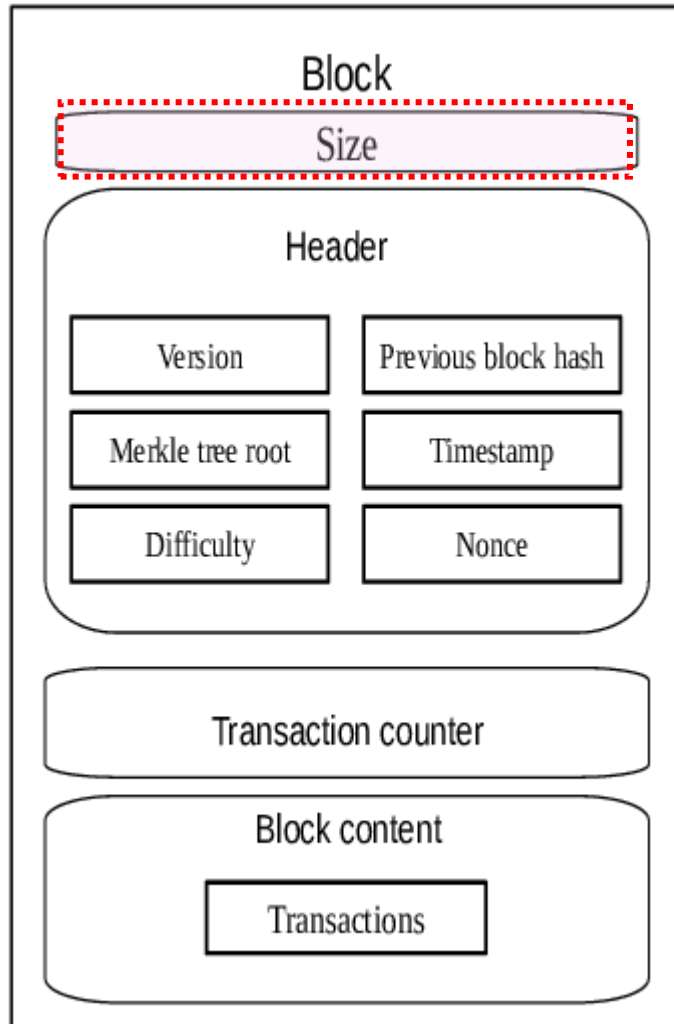 Block
Size
Header
Version
Previous block hash
Merkle tree root
Timestamp
Difficulty
Nonce
Transaction counter
Block content
Transactions